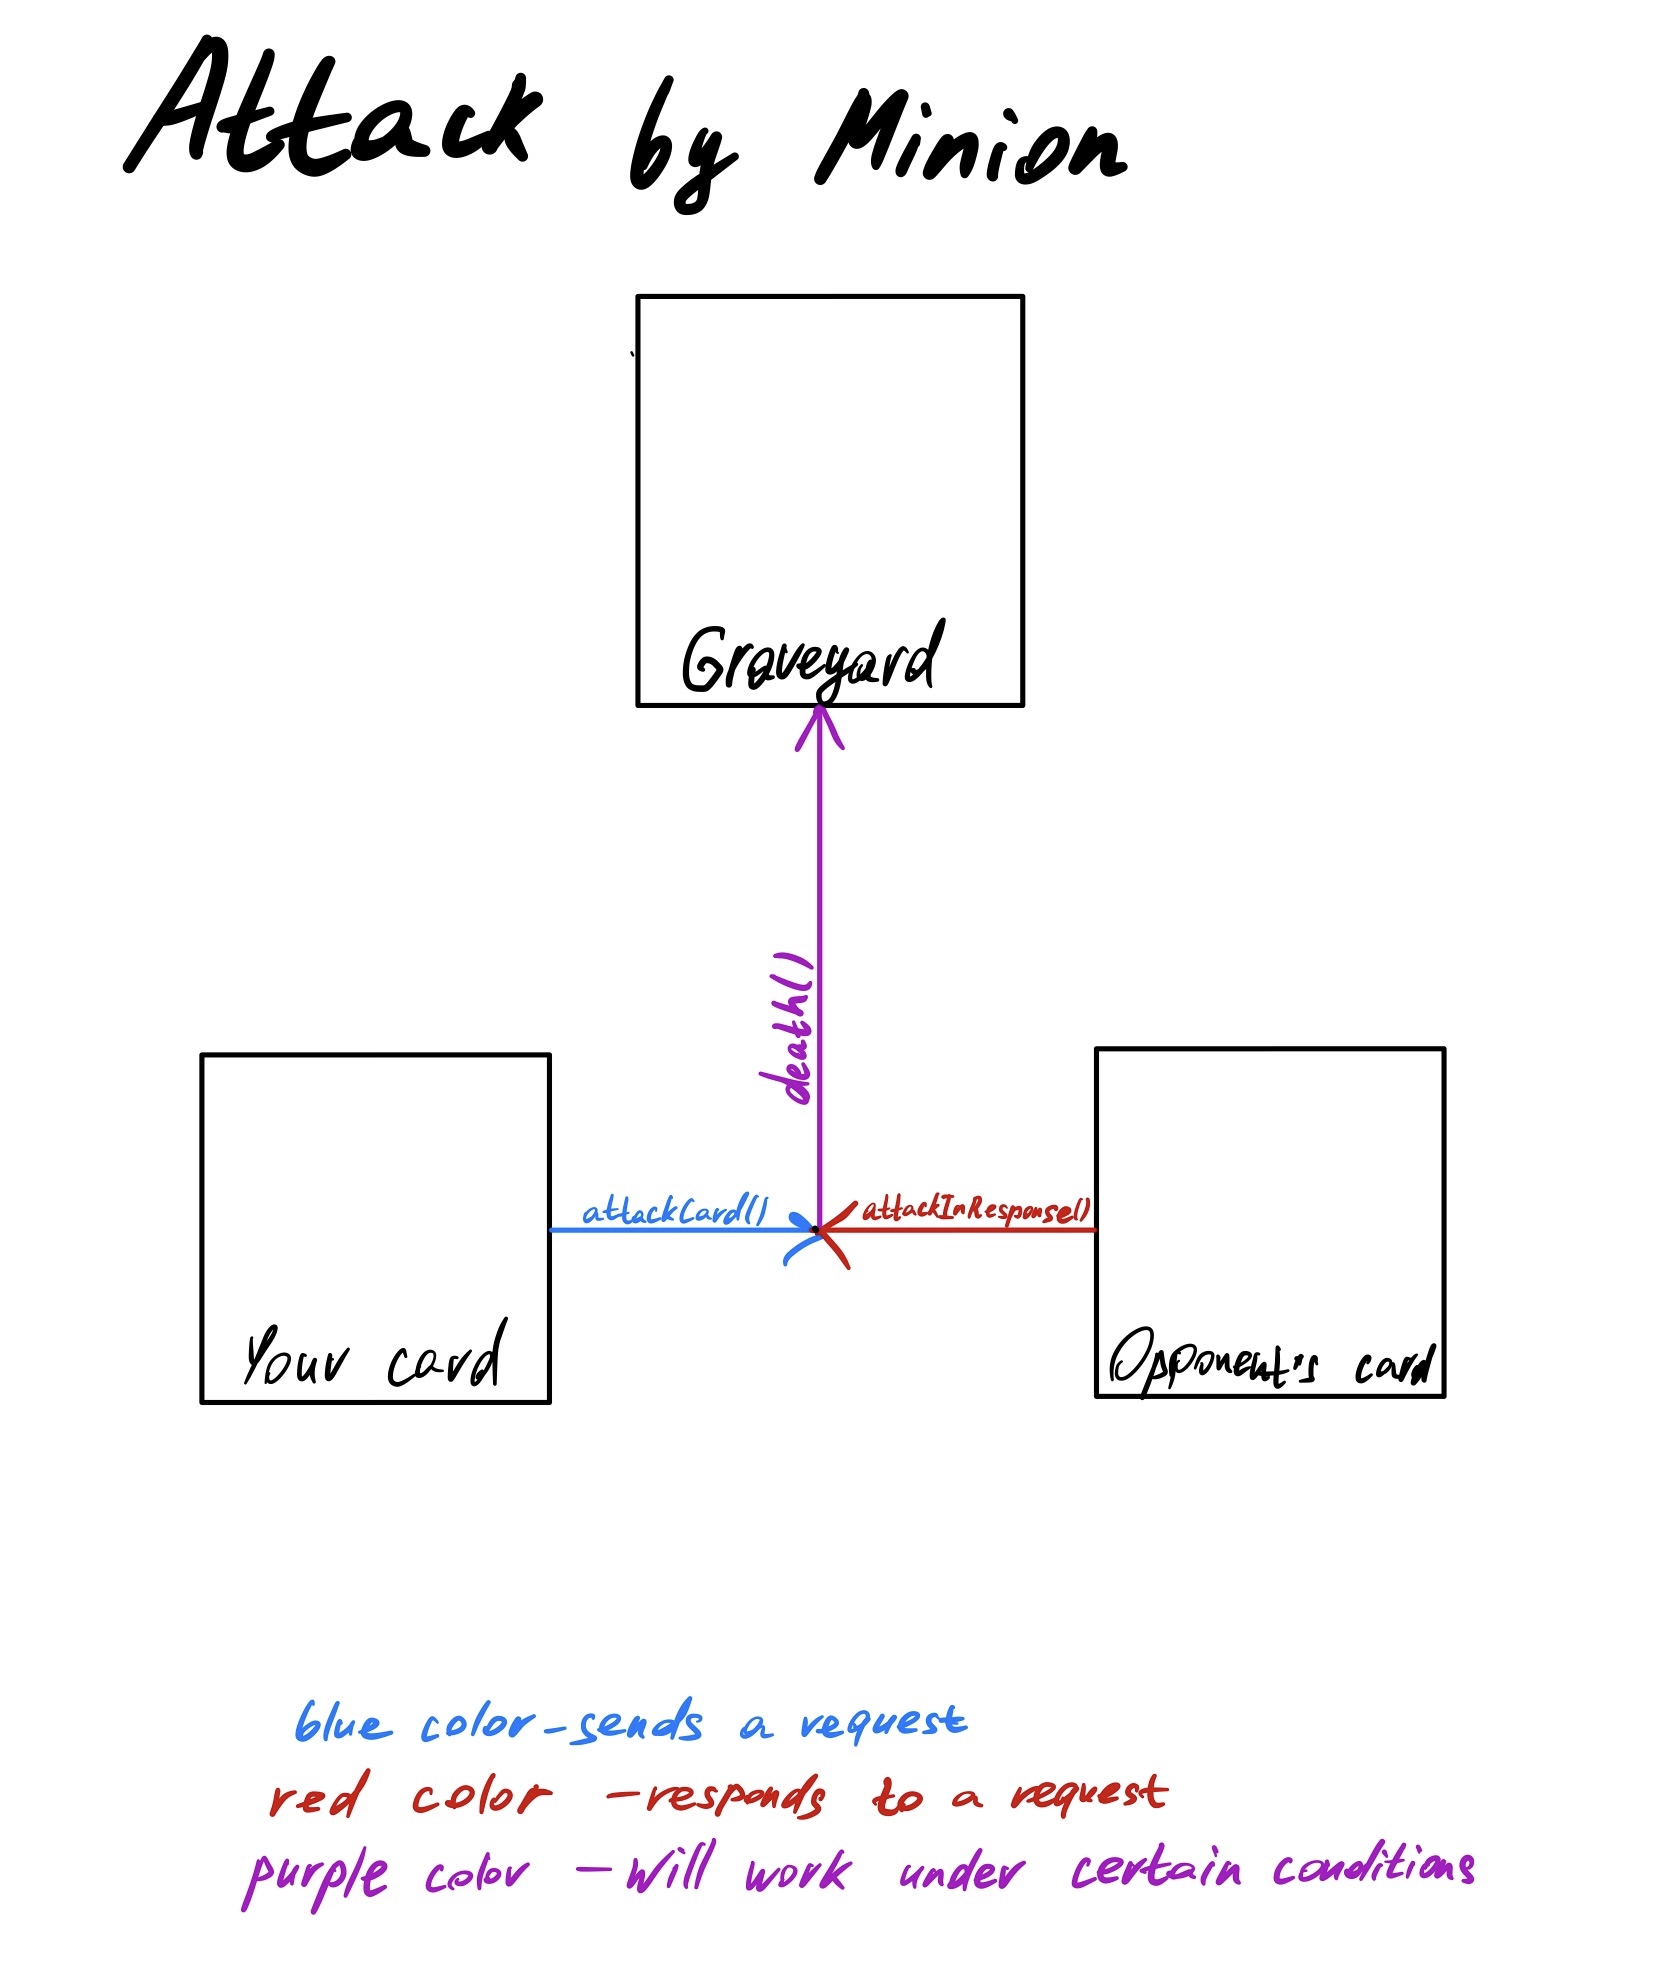 Attack by Minion
Graveyard
death()
attackCard()
attackInResponse()
Your card
Opponent's card
blue color - sends a request
red color - responds to a request
purple color - will work under certain conditions